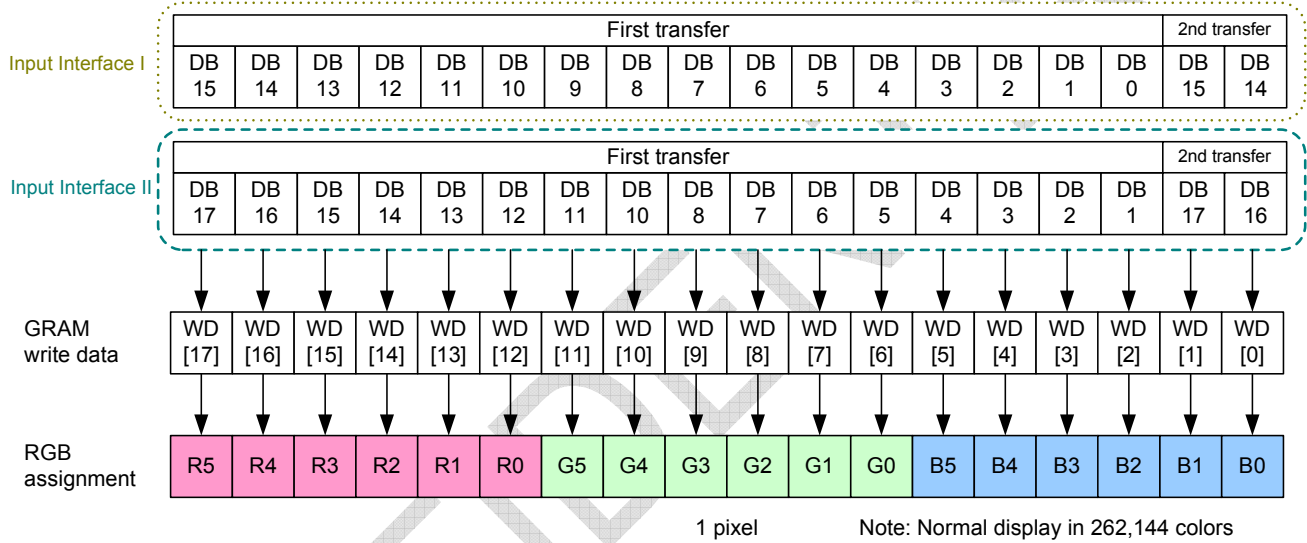 First transfer 2nd transfer
Input Interface I
DB 15 DB 14 DB 13 DB 12 DB 11 DB 10 DB 9 DB 8 DB 7 DB 6 DB 5 DB 4 DB 3 DB 2 DB 1 DB 0 DB 15 DB 14
First transfer 2nd transfer
Input Interface II
DB 17 DB 16 DB 15 DB 14 DB 13 DB 12 DB 11 DB 10 DB 8 DB 7 DB 6 DB 5 DB 4 DB 3 DB 2 DB 1 DB 17 DB 16
GRAM
write data
WD [17] WD [16] WD [15] WD [14] WD [13] WD [12] WD [11] WD [10] WD [9] WD [8] WD [7] WD [6] WD [5] WD [4] WD [3] WD [2] WD [1] WD [0]
RGB
assignment
R5 R4 R3 R2 R1 R0 G5 G4 G3 G2 G1 G0 B5 B4 B3 B2 B1 B0
1 pixel Note: Normal display in 262,144 colors